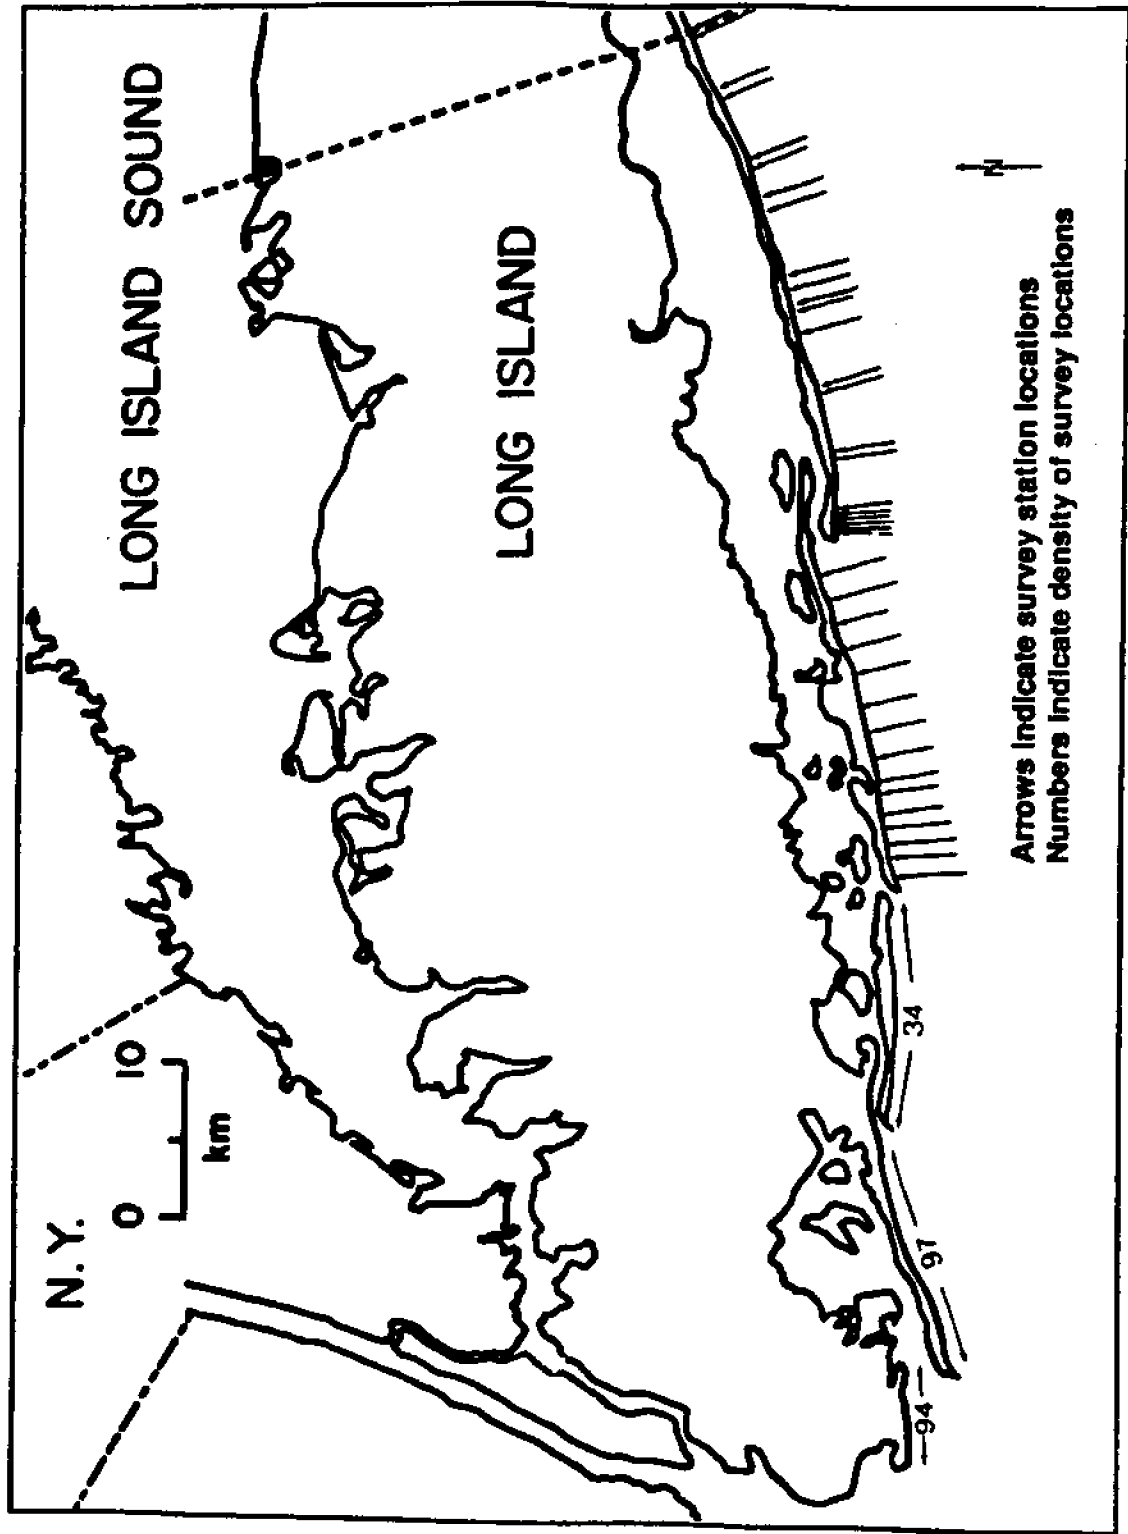 N.Y.
0 10
km
LONG ISLAND SOUND
LONG ISLAND
94
97
34
N
Arrows indicate survey station locations
Numbers indicate density of survey locations